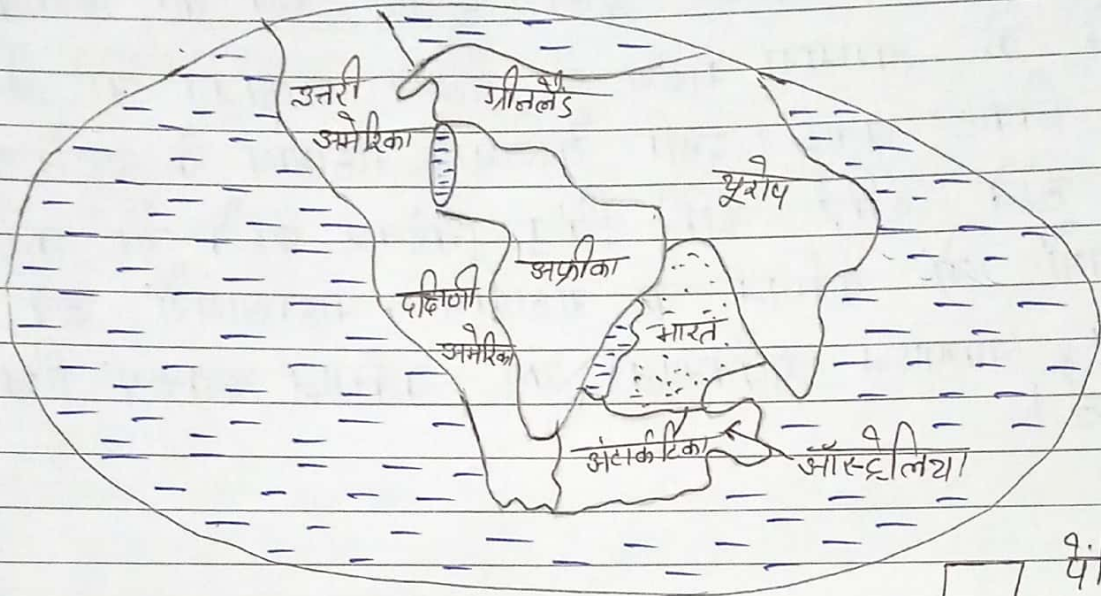 उत्तरी
अमेरिका
ग्रीनलैंड
यूरोप
अफ्रीका
दक्षिणी
अमेरिका
भारत
अंटार्कटिका
ऑस्ट्रेलिया